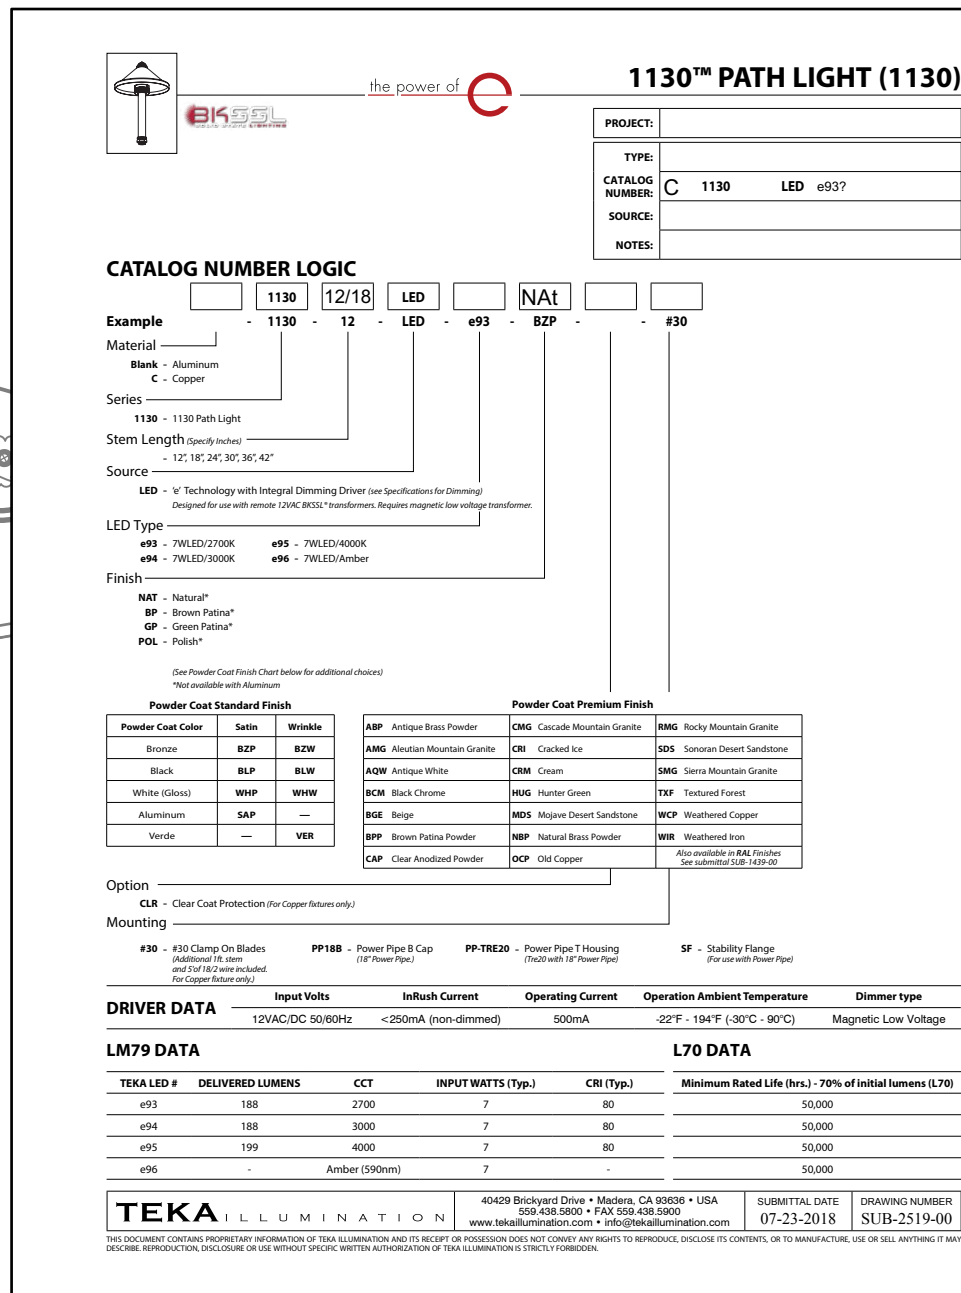 the power of e
1130™ PATH LIGHT (1130)
BKSSL
SOLID STATE LIGHTING
PROJECT:
TYPE:
CATALOG NUMBER: C 1130 LED e93?
SOURCE:
NOTES:
CATALOG NUMBER LOGIC
1130 12/18 LED NAt
Example - 1130 - 12 - LED - e93 - BZP - - #30
Material
Blank - Aluminum
C - Copper
Series
1130 - 1130 Path Light
Stem Length (Specify Inches)
- 12", 18", 24", 30", 36", 42"
Source
LED - 'e' Technology with Integral Dimming Driver (see Specifications for Dimming)
Designed for use with remote 12VAC BKSSL® transformers. Requires magnetic low voltage transformer.
LED Type
e93 - 7WLED/2700K e95 - 7WLED/4000K
e94 - 7WLED/3000K e96 - 7WLED/Amber
Finish
NAT - Natural*
BP - Brown Patina*
GP - Green Patina*
POL - Polish*
(See Powder Coat Finish Chart below for additional choices)
*Not available with Aluminum
Powder Coat Standard Finish
Powder Coat Color Satin Wrinkle
Bronze BZP BZW
Black BLP BLW
White (Gloss) WHP WHW
Aluminum SAP —
Verde — VER
Powder Coat Premium Finish
ABP Antique Brass Powder CMG Cascade Mountain Granite RMG Rocky Mountain Granite
AMG Aleutian Mountain Granite CRI Cracked Ice SDS Sonoran Desert Sandstone
AQW Antique White CRM Cream SMG Sierra Mountain Granite
BCM Black Chrome HUG Hunter Green TXF Textured Forest
BGE Beige MDS Mojave Desert Sandstone WCP Weathered Copper
BPP Brown Patina Powder NBP Natural Brass Powder WIR Weathered Iron
CAP Clear Anodized Powder OCP Old Copper Also available in RAL Finishes
See submittal SUB-1439-00
Option
CLR - Clear Coat Protection (For Copper fixtures only.)
Mounting
#30 - #30 Clamp On Blades PP18B - Power Pipe B Cap PP-TRE20 - Power Pipe T Housing SF - Stability Flange
(Additional 1ft. stem (18" Power Pipe.) (Tre20 with 18" Power Pipe) (For use with Power Pipe)
and 5'of 18/2 wire included.
For Copper fixture only.)
DRIVER DATA
Input Volts InRush Current Operating Current Operation Ambient Temperature Dimmer type
12VAC/DC 50/60Hz <250mA (non-dimmed) 500mA -22°F - 194°F (-30°C - 90°C) Magnetic Low Voltage
LM79 DATA
TEKA LED # DELIVERED LUMENS CCT INPUT WATTS (Typ.) CRI (Typ.)
e93 188 2700 7 80
e94 188 3000 7 80
e95 199 4000 7 80
e96 - Amber (590nm) 7 -
L70 DATA
Minimum Rated Life (hrs.) - 70% of initial lumens (L70)
50,000
50,000
50,000
50,000
TEKA ILLUMINATION
40429 Brickyard Drive • Madera, CA 93636 • USA
559.438.5800 • FAX 559.438.5900
www.tekaillumination.com • info@tekaillumination.com
SUBMITTAL DATE
07-23-2018
DRAWING NUMBER
SUB-2519-00
THIS DOCUMENT CONTAINS PROPRIETARY INFORMATION OF TEKA ILLUMINATION AND ITS RECEIPT OR POSSESSION DOES NOT CONVEY ANY RIGHTS TO REPRODUCE, DISCLOSE ITS CONTENTS, OR TO MANUFACTURE, USE OR SELL ANYTHING IT MAY
DESCRIBE. REPRODUCTION, DISCLOSURE OR USE WITHOUT SPECIFIC WRITTEN AUTHORIZATION OF TEKA ILLUMINATION IS STRICTLY FORBIDDEN.